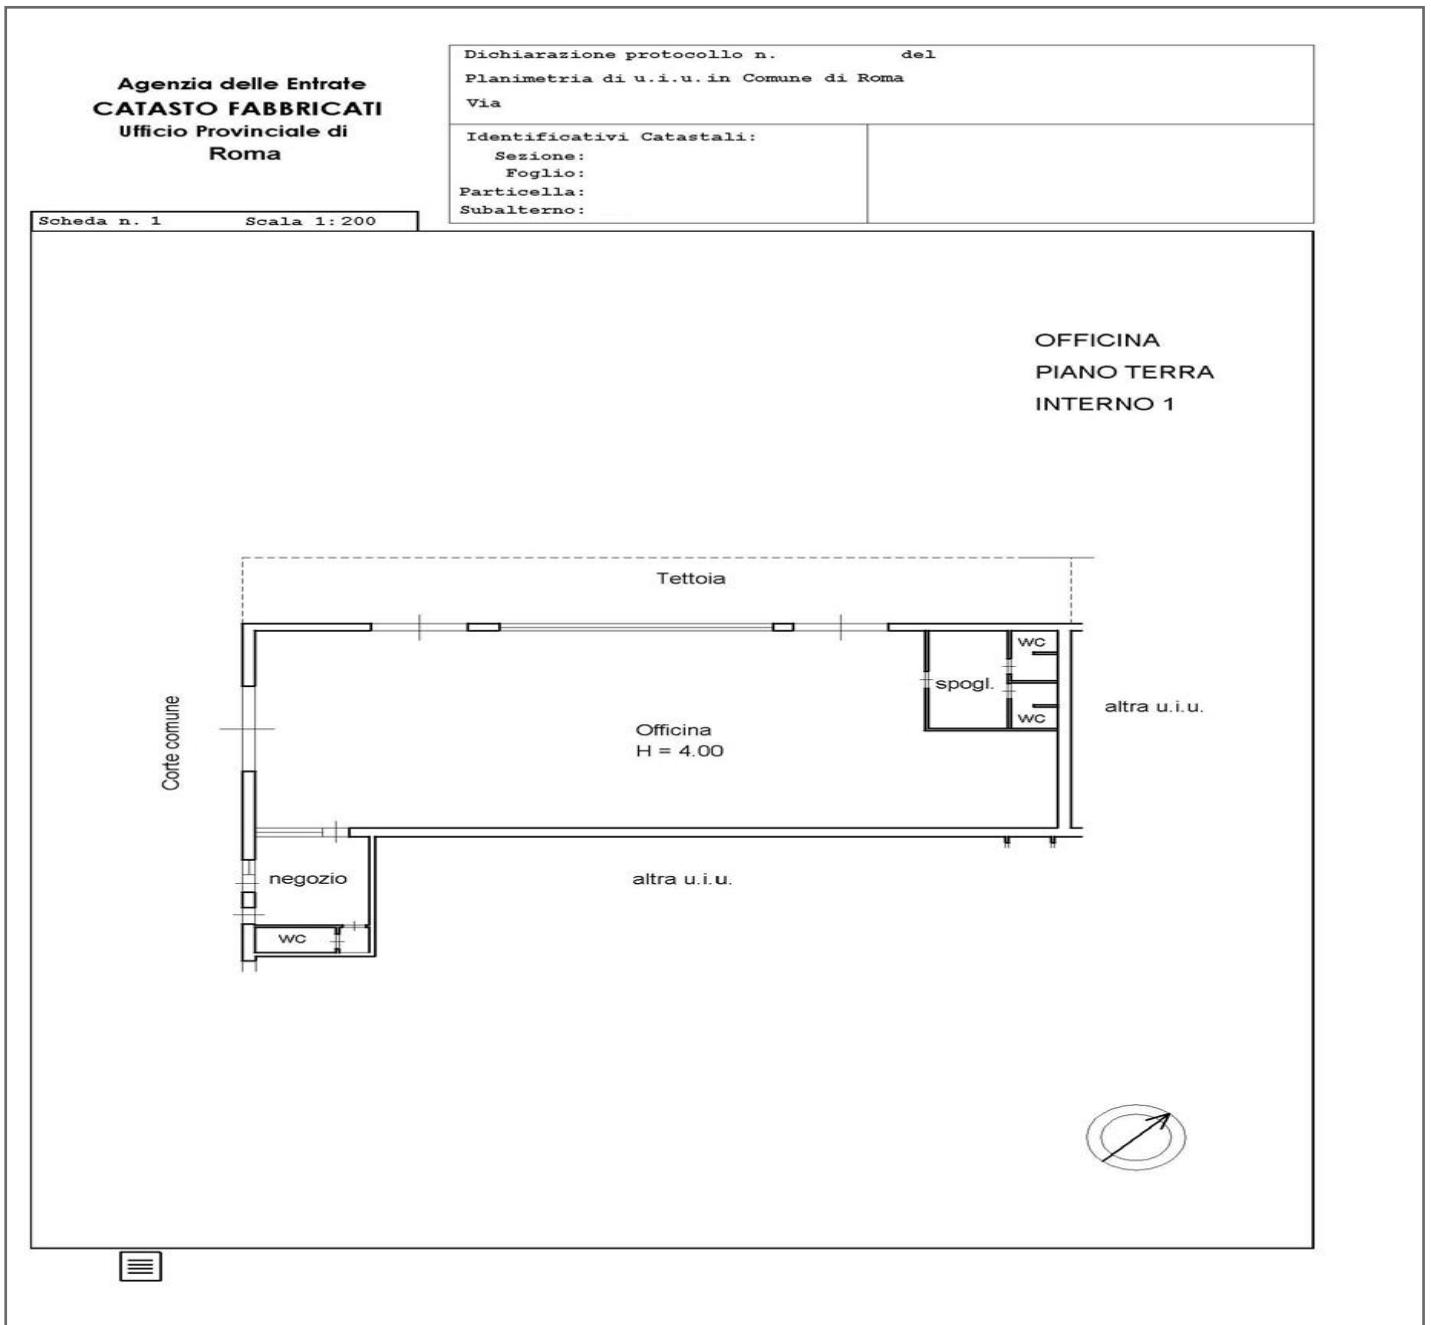 Agenzia delle Entrate
CATASTO FABBRICATI
Ufficio Provinciale di
Roma
Dichiarazione protocollo n. del
Planimetria di u.i.u. in Comune di Roma
Via
Identificativi Catastali:
Sezione:
Foglio:
Particella:
Subalterno:
Scheda n. 1 Scala 1:200
OFFICINA
PIANO TERRA
INTERNO 1
Tettoia
wc
spogl.
wc
altra u.i.u.
Corte comune
Officina
H = 4.00
negozio
altra u.i.u.
wc